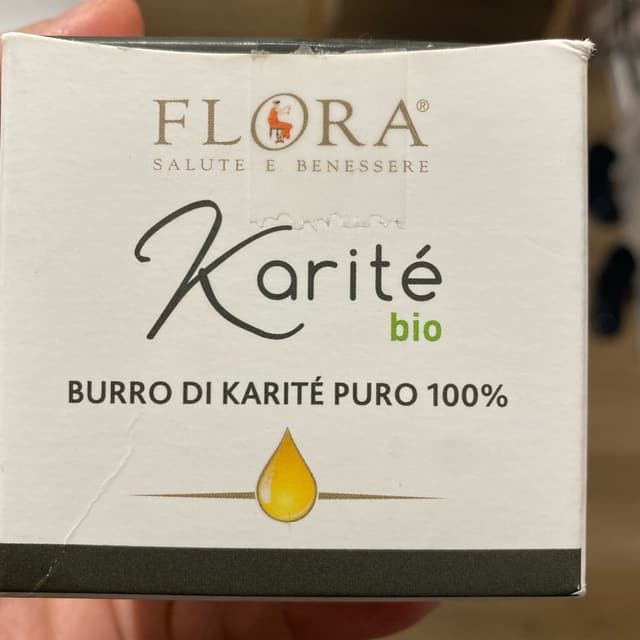 FLORA®
SALUTE E BENESSERE
Karité
bio
BURRO DI KARITÉ PURO 100%